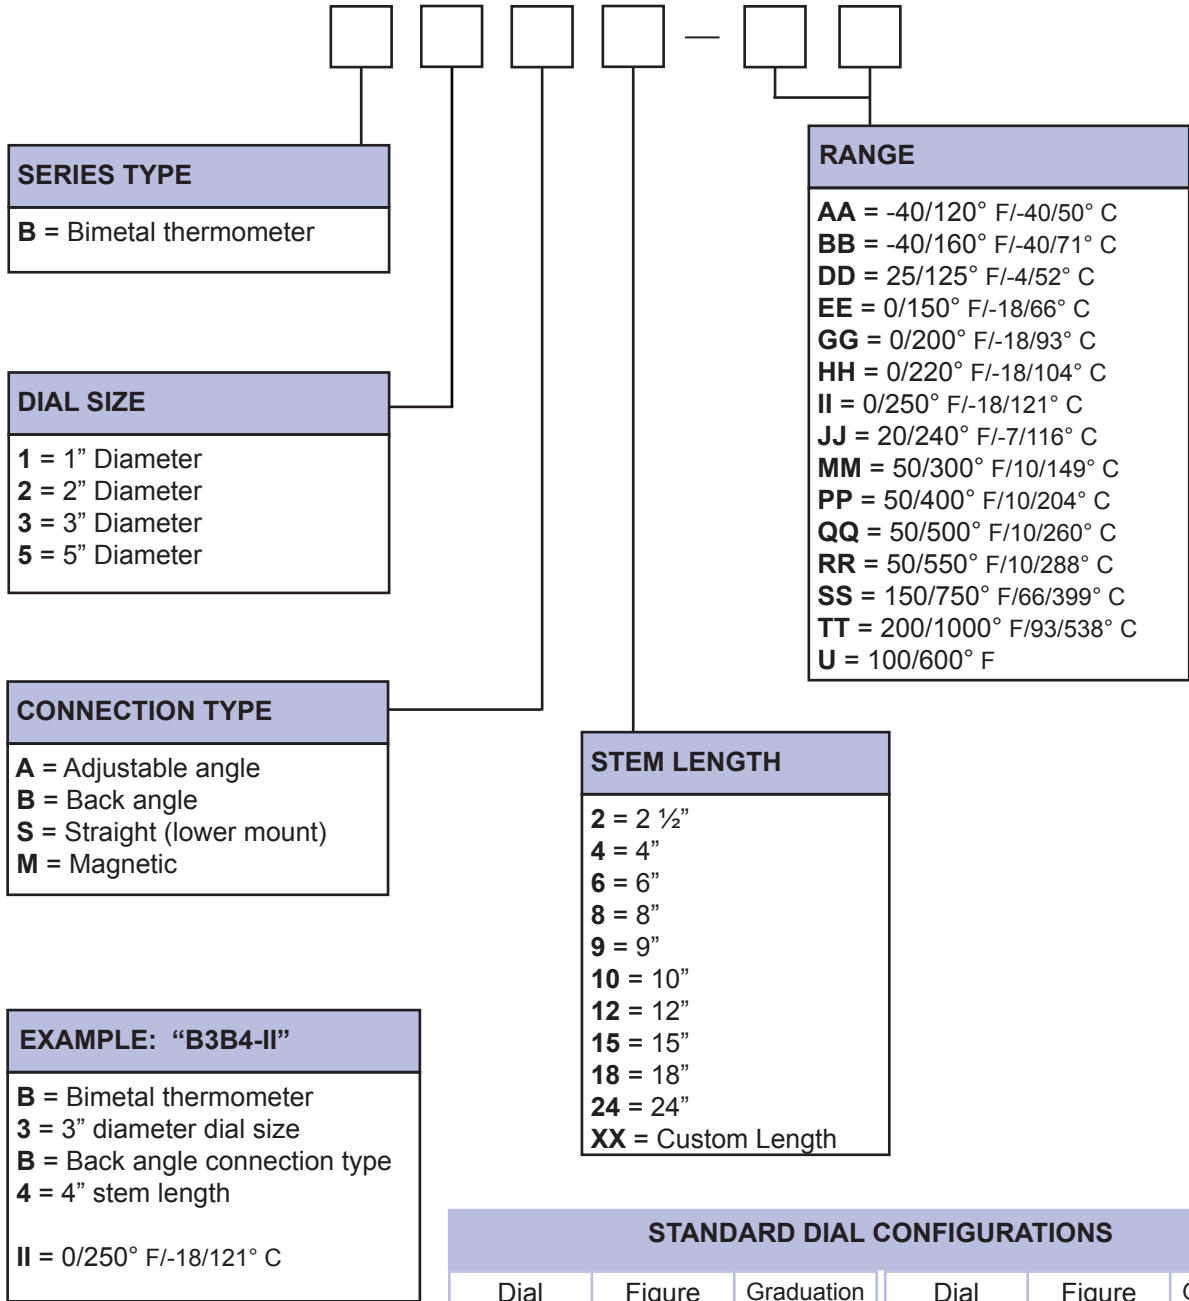 —
SERIES TYPE
B = Bimetal thermometer
RANGE
AA = -40/120° F/-40/50° C
BB = -40/160° F/-40/71° C
DD = 25/125° F/-4/52° C
EE = 0/150° F/-18/66° C
GG = 0/200° F/-18/93° C
HH = 0/220° F/-18/104° C
II = 0/250° F/-18/121° C
JJ = 20/240° F/-7/116° C
MM = 50/300° F/10/149° C
PP = 50/400° F/10/204° C
QQ = 50/500° F/10/260° C
RR = 50/550° F/10/288° C
SS = 150/750° F/66/399° C
TT = 200/1000° F/93/538° C
U = 100/600° F
DIAL SIZE
1 = 1” Diameter
2 = 2” Diameter
3 = 3” Diameter
5 = 5” Diameter
CONNECTION TYPE
A = Adjustable angle
B = Back angle
S = Straight (lower mount)
M = Magnetic
STEM LENGTH
2 = 2 ½”
4 = 4”
6 = 6”
8 = 8”
9 = 9”
10 = 10”
12 = 12”
15 = 15”
18 = 18”
24 = 24”
XX = Custom Length
EXAMPLE: “B3B4-II”
B = Bimetal thermometer
3 = 3” diameter dial size
B = Back angle connection type
4 = 4” stem length
II = 0/250° F/-18/121° C
STANDARD DIAL CONFIGURATIONS
Dial Figure Graduation Dial Figure